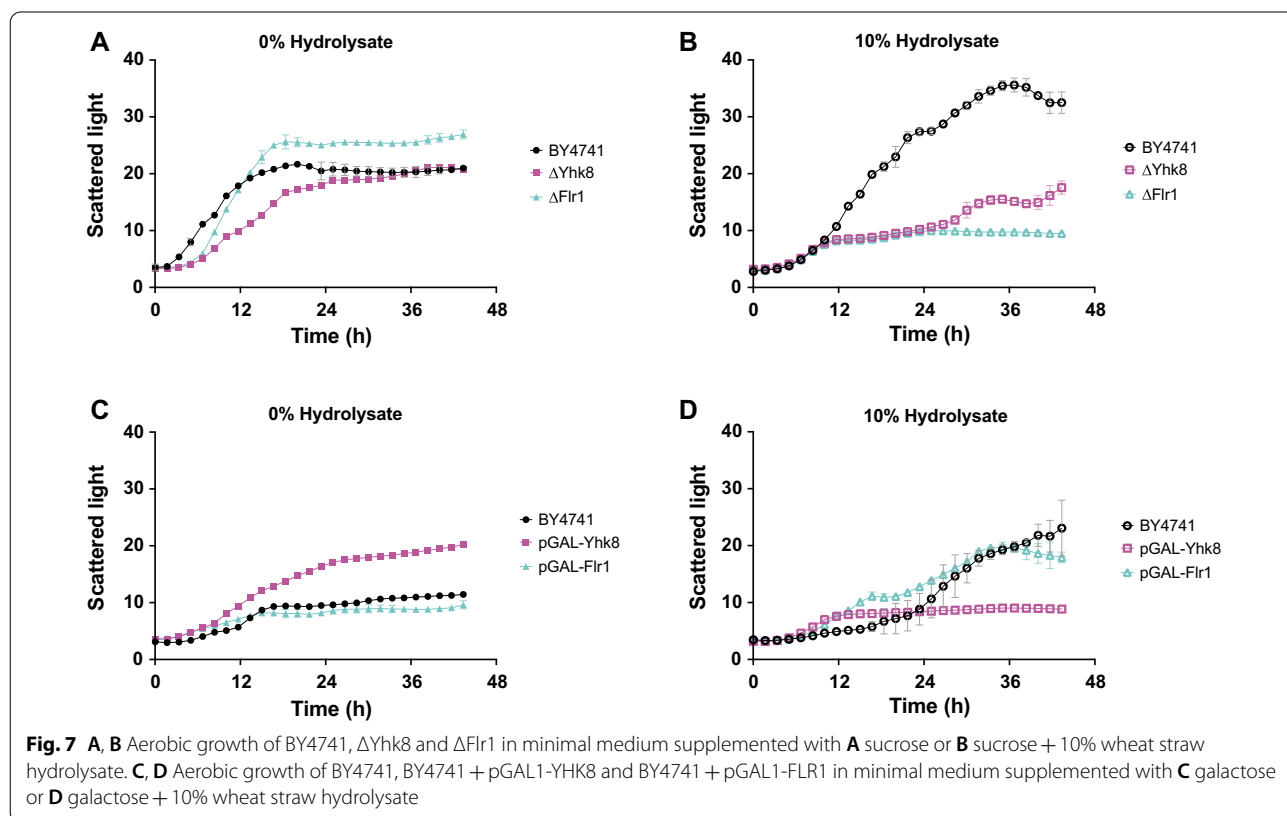 A
0% Hydrolysate
Scattered light
40
30
20
10
0
0 12 24 36 48
Time (h)
BY4741
ΔYhk8
ΔFlr1
B
10% Hydrolysate
Scattered light
40
30
20
10
0
0 12 24 36 48
Time (h)
BY4741
ΔYhk8
ΔFlr1
C
0% Hydrolysate
Scattered light
40
30
20
10
0
0 12 24 36 48
Time (h)
BY4741
pGAL-Yhk8
pGAL-Flr1
D
10% Hydrolysate
Scattered light
40
30
20
10
0
0 12 24 36 48
Time (h)
BY4741
pGAL-Yhk8
pGAL-Flr1
Fig. 7 A, B Aerobic growth of BY4741, ΔYhk8 and ΔFlr1 in minimal medium supplemented with A sucrose or B sucrose + 10% wheat straw
hydrolysate. C, D Aerobic growth of BY4741, BY4741 + pGAL1-YHK8 and BY4741 + pGAL1-FLR1 in minimal medium supplemented with C galactose
or D galactose + 10% wheat straw hydrolysate